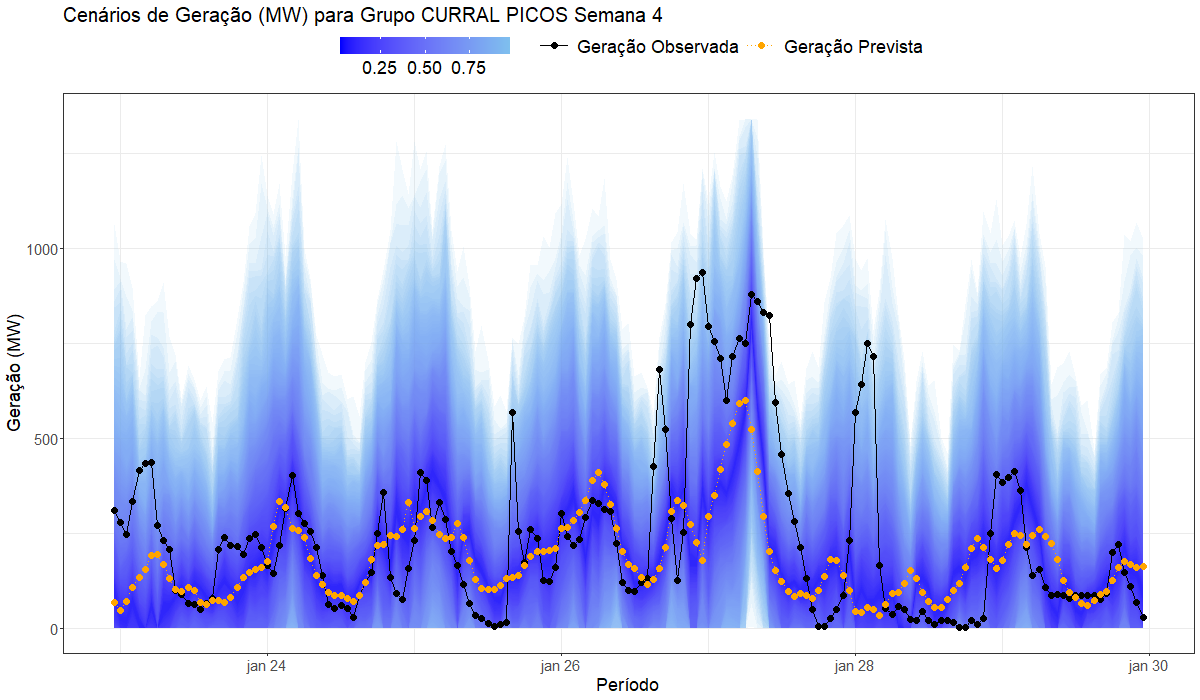 Cenários de Geração (MW) para Grupo CURRAL PICOS Semana 4
0.25 0.50 0.75 Geração Observada Geração Prevista
Geração (MW)
1000
500
0
jan 24 jan 26 jan 28 jan 30
Período